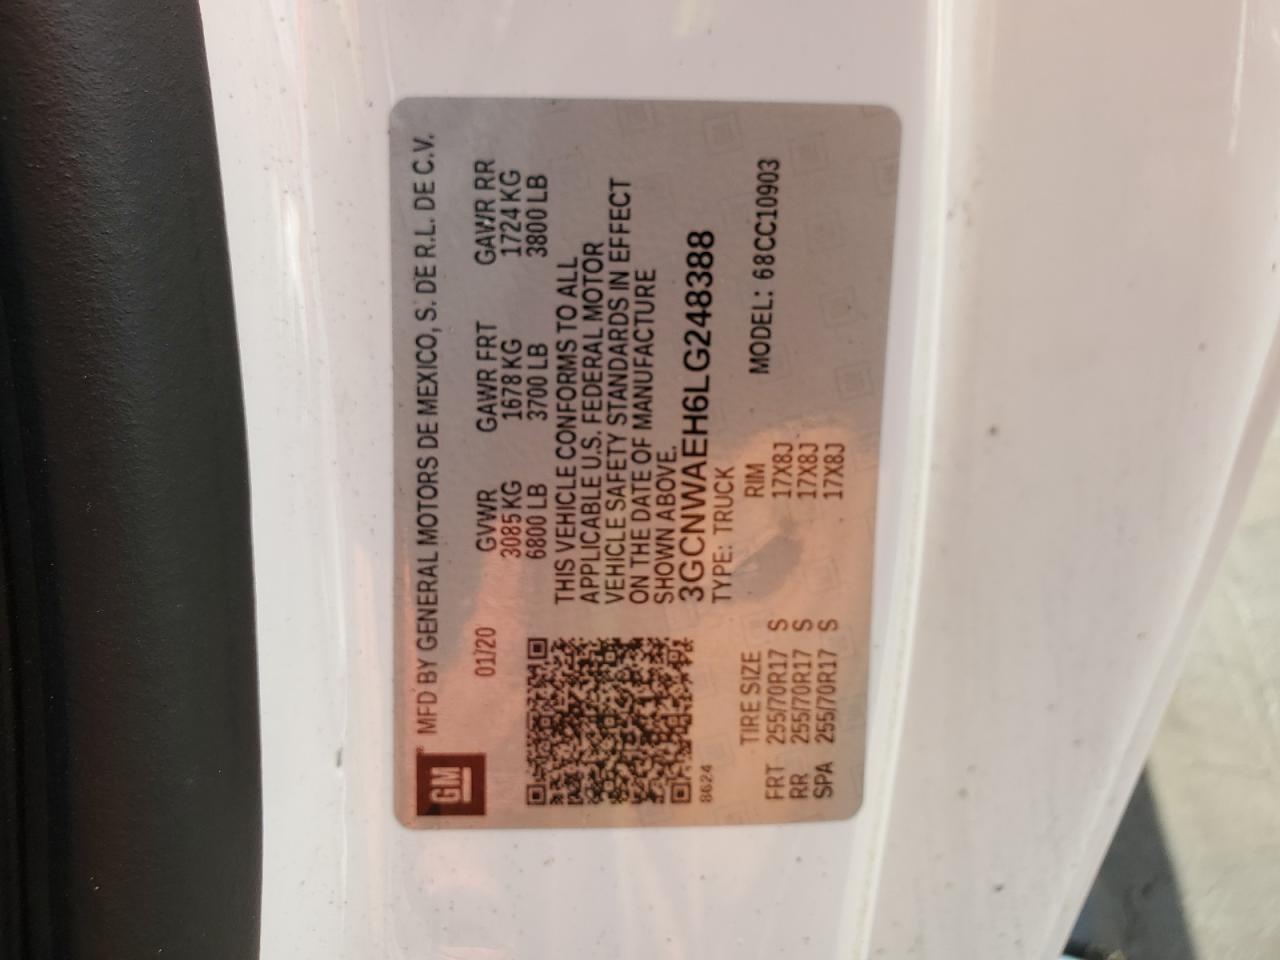 GM
MFD BY GENERAL MOTORS DE MEXICO, S. DE R.L. DE C.V.
01/20 GVWR GAWR FRT GAWR RR
3085 KG 1678 KG 1724 KG
6800 LB 3700 LB 3800 LB
THIS VEHICLE CONFORMS TO ALL
APPLICABLE U.S. FEDERAL MOTOR
VEHICLE SAFETY STANDARDS IN EFFECT
ON THE DATE OF MANUFACTURE
SHOWN ABOVE.
3GCNWAEH6LG248388
8624 TYPE: TRUCK
TIRE SIZE RIM MODEL: 68CC10903
FRT 255/70R17 S 17X8J
RR 255/70R17 S 17X8J
SPA 255/70R17 S 17X8J